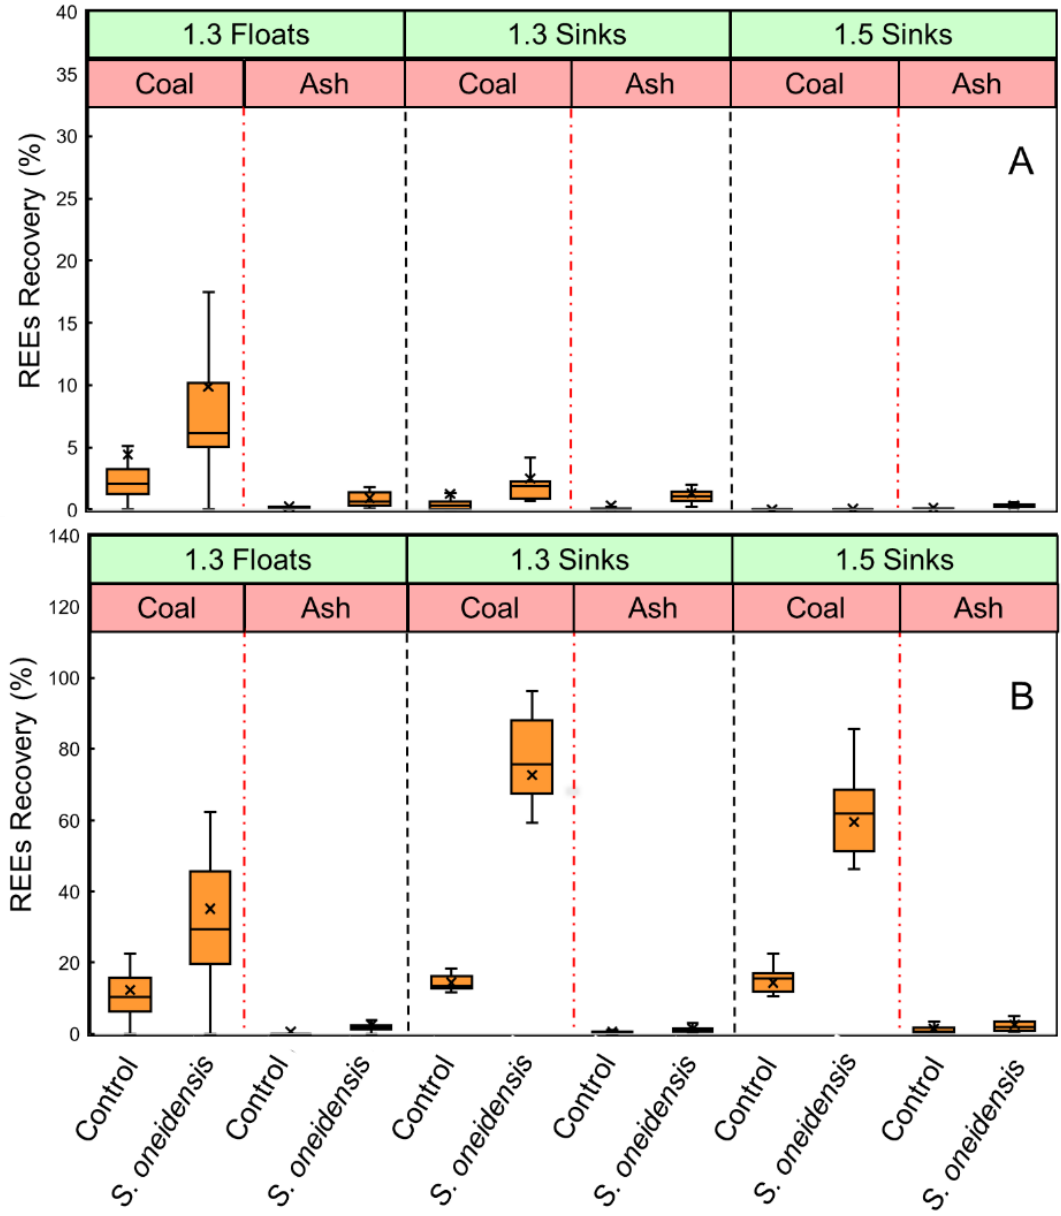 40
1.3 Floats 1.3 Sinks 1.5 Sinks
35
Coal Ash Coal Ash Coal Ash
REEs Recovery (%)
30
A
25
20
15
10
5
0
140
1.3 Floats 1.3 Sinks 1.5 Sinks
120
Coal Ash Coal Ash Coal Ash
REEs Recovery (%)
100
B
80
60
40
20
0
Control
S. oneidensis
Control
S. oneidensis
Control
S. oneidensis
Control
S. oneidensis
Control
S. oneidensis
Control
S. oneidensis